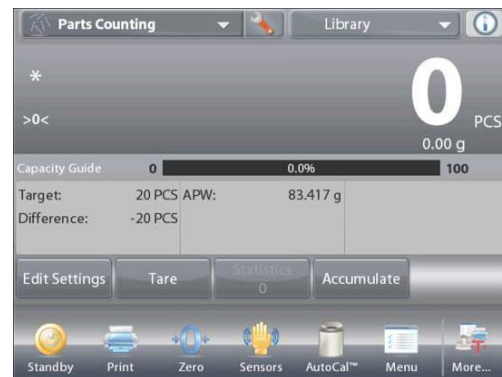 Parts Counting
Library
*
0
>0<
PCS
0.00 g
Capacity Guide 0 0.0% 100
Target: 20 PCS APW: 83.417 g
Difference: -20 PCS
Edit Settings
Tare
Statistics
0
Accumulate
Standby
Print
→0←
Zero
Sensors
AutoCal™
Menu
T
More...